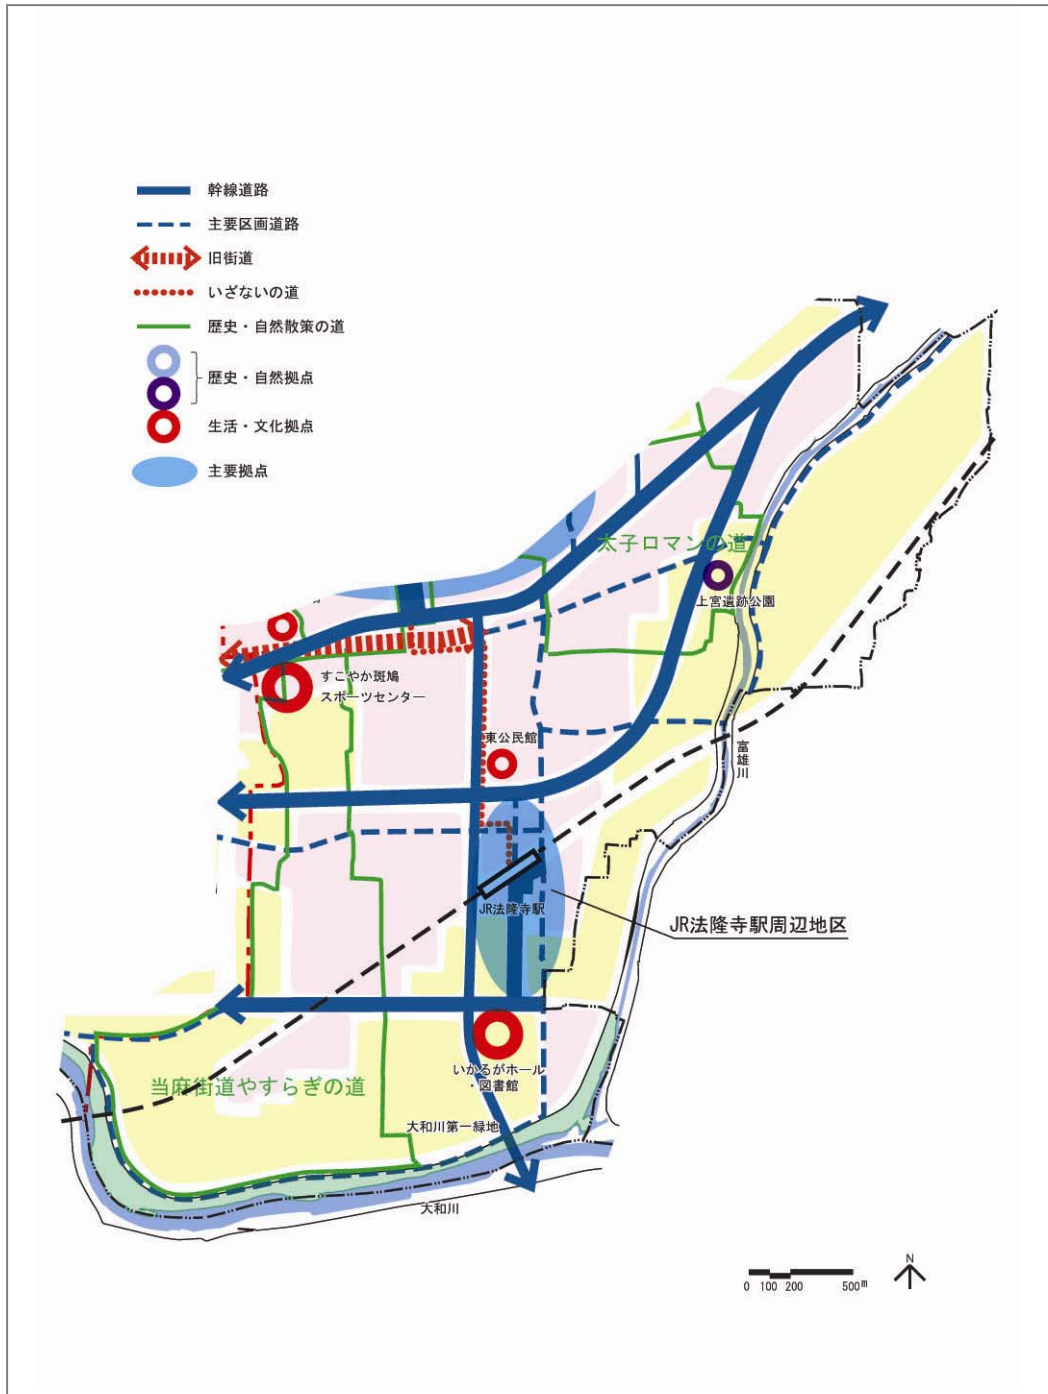 幹線道路
主要区画道路
旧街道
いざないの道
歴史・自然散策の道
歴史・自然拠点
生活・文化拠点
主要拠点
太子ロマンの道
上宮遺跡公園
すこやか斑鳩
スポーツセンター
東公民館
富雄川
JR法隆寺駅
JR法隆寺駅周辺地区
いかるがホール
・図書館
当麻街道やすらぎの道
大和川第一緑地
大和川
N
0 100 200 500m